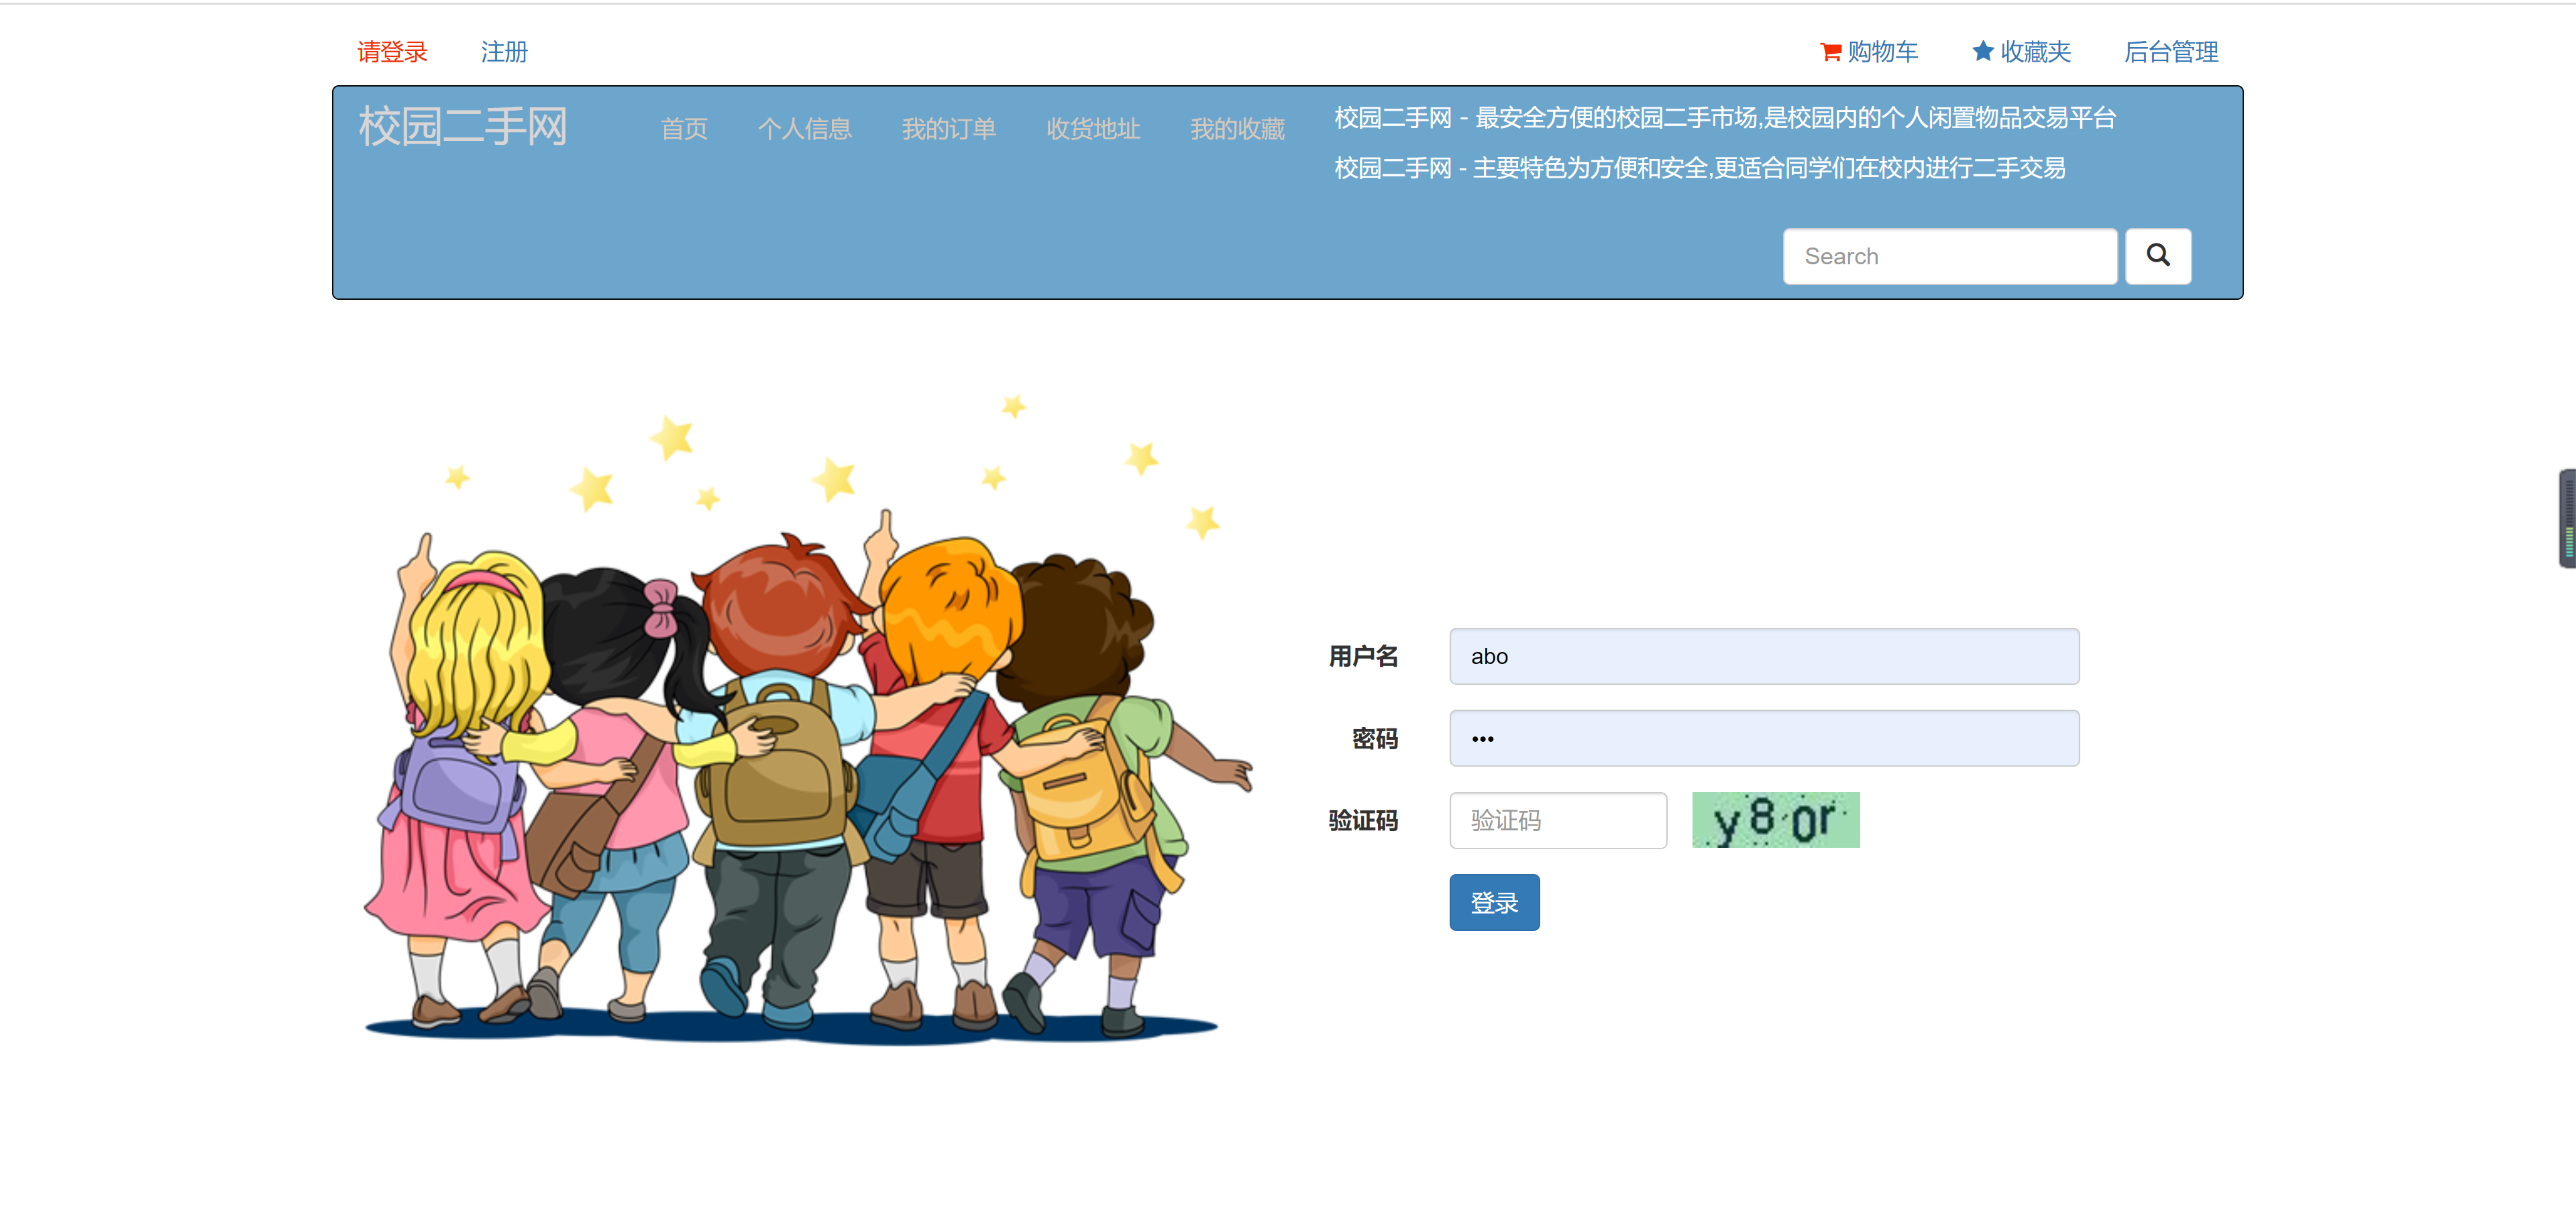 请登录 注册 购物车 收藏夹 后台管理
校园二手网 首页 个人信息 我的订单 收货地址 我的收藏
校园二手网 - 最安全方便的校园二手市场,是校园内的个人闲置物品交易平台
校园二手网 - 主要特色为方便和安全,更适合同学们在校内进行二手交易
Search
用户名 abo
密码 •••
验证码 验证码 y8or
登录